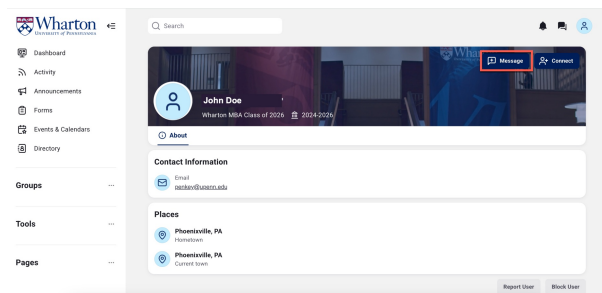 Wharton
UNIVERSITY of PENNSYLVANIA
Search
Dashboard
Activity
Announcements
Forms
Events & Calendars
Directory
Groups
Tools
Pages
Message
Connect
John Doe
Wharton MBA Class of 2026 2024-2026
About
Contact Information
Email
penkey@upenn.edu
Places
Phoenixville, PA
Hometown
Phoenixville, PA
Current town
Report User Block User